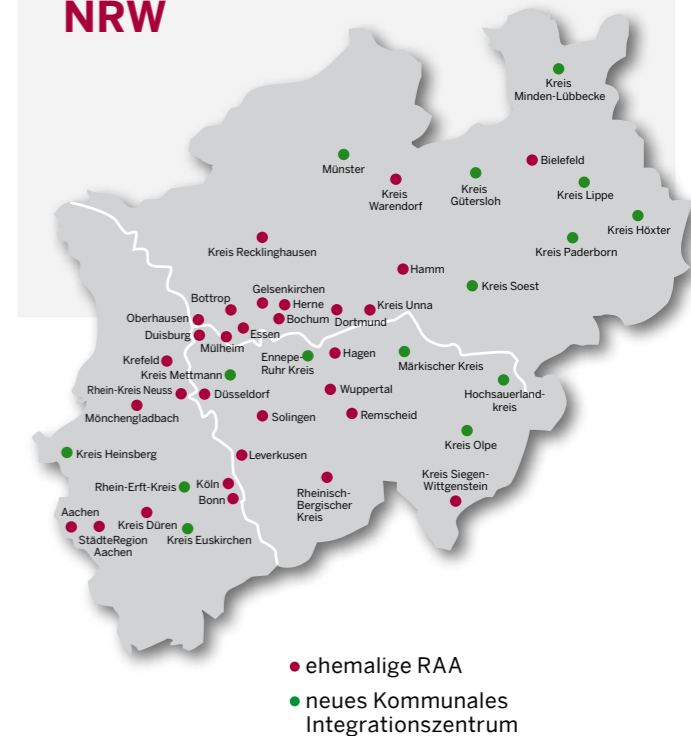 NRW
Kreis
Minden-Lübbecke
Bielefeld
Münster
Kreis
Warendorf
Kreis
Gütersloh
Kreis Lippe
Kreis Höxter
Kreis Paderborn
Kreis Recklinghausen
Hamm
Kreis Soest
Gelsenkirchen
Bottrop
Herne
Kreis Unna
Oberhausen
Bochum
Dortmund
Duisburg
Essen
Mülheim
Krefeld
Ennepe-
Ruhr Kreis
Hagen
Märkischer Kreis
Kreis Mettmann
Rhein-Kreis Neuss
Düsseldorf
Wuppertal
Hochsauerland-
kreis
Mönchengladbach
Solingen
Remscheid
Kreis Olpe
Kreis Heinsberg
Leverkusen
Kreis Siegen-
Wittgenstein
Rhein-Erft-Kreis
Köln
Bonn
Rheinisch-
Bergischer
Kreis
Aachen
Kreis Düren
StädteRegion
Aachen
Kreis Euskirchen
ehemalige RAA
neues Kommunales
Integrationszentrum